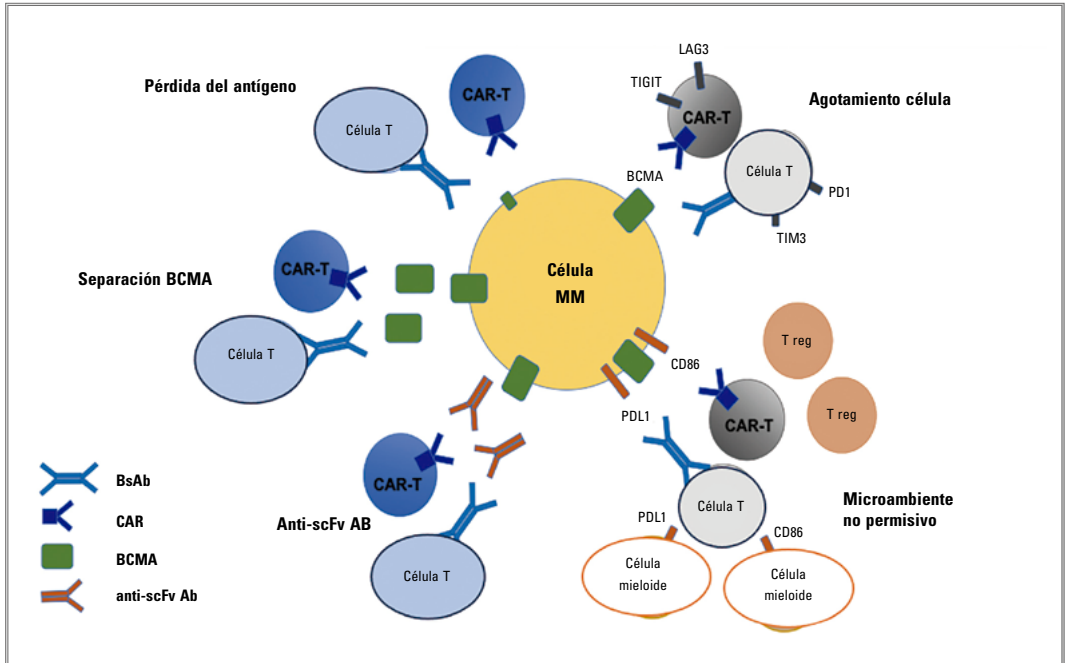 Pérdida del antígeno
Célula T
CAR-T
LAG3
TIGIT
CAR-T
Agotamiento célula
Célula T
PD1
TIM3
BCMA
Separación BCMA
CAR-T
Célula T
Célula
MM
CD86
PDL1
T reg
T reg
CAR-T
Célula T
Microambiente
no permisivo
PDL1
CD86
Célula
mieloide
Célula
mieloide
Anti-scFv AB
CAR-T
Célula T
BsAb
CAR
BCMA
anti-scFv Ab